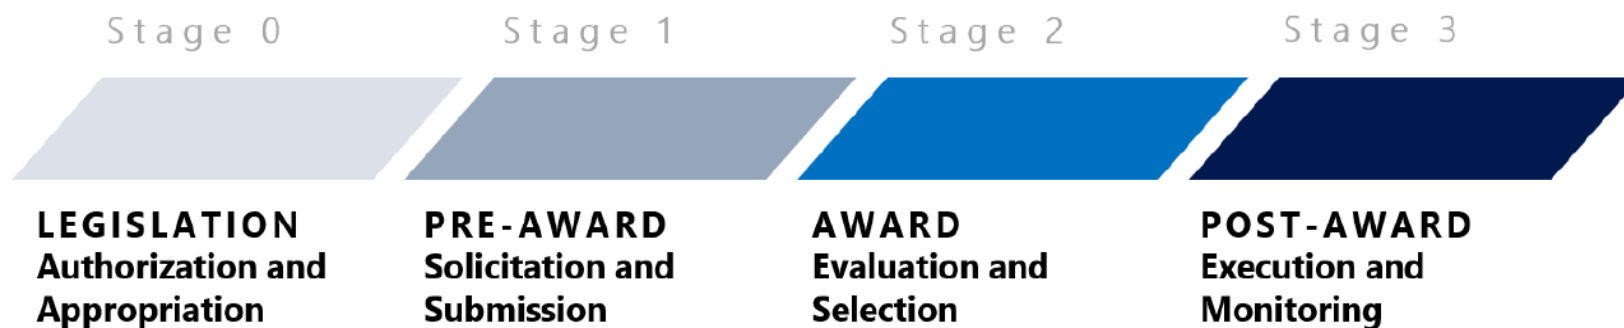 Stage 0
Stage 1
Stage 2
Stage 3
LEGISLATION
Authorization and
Appropriation
PRE-AWARD
Solicitation and
Submission
AWARD
Evaluation and
Selection
POST-AWARD
Execution and
Monitoring